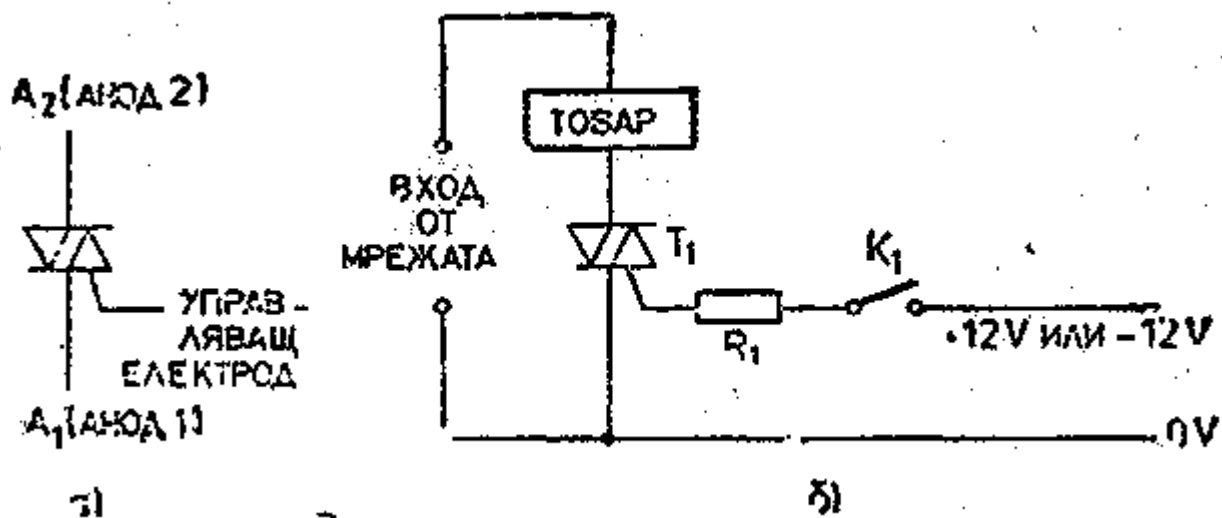 A₂(АНОД 2)
УПРАВ-
ЛЯВАЩ
ЕЛЕКТРОД
A₁(АНОД 1)
а)
TOSAP
ВХОД
ОТ
МРЕЖАТА
T₁
K₁
R₁
+12V ИЛИ -12V
0V
б)